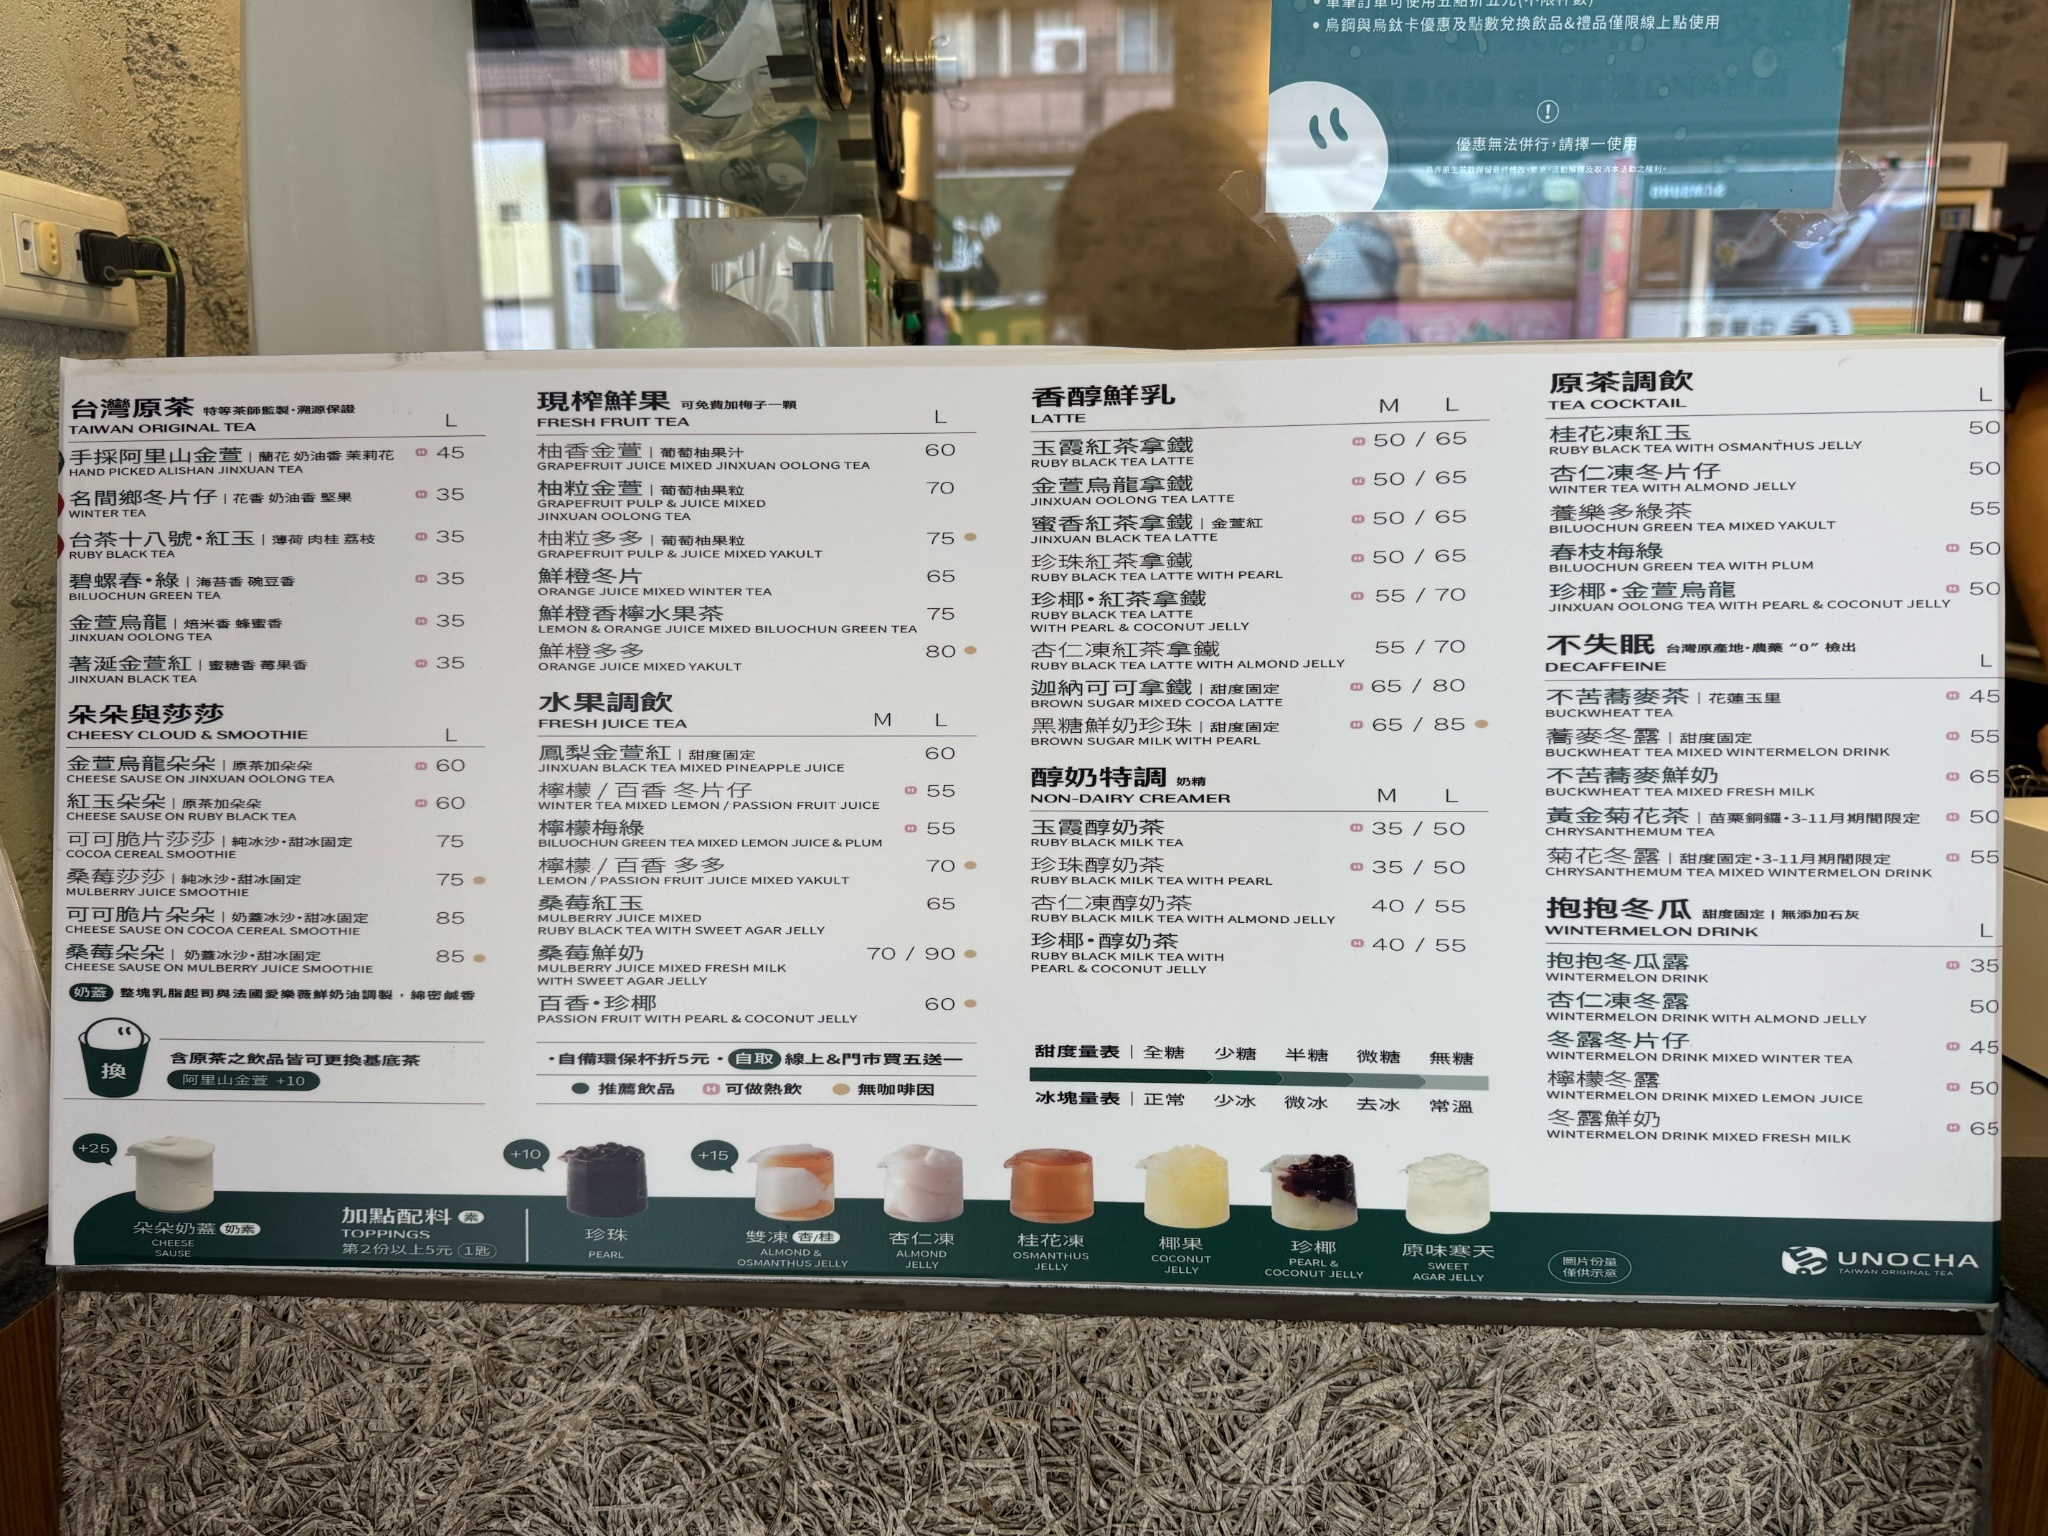 • 單筆訂單可使用五點折五元(不限杯數)
• 烏鋼與烏鈦卡優惠及點數兌換飲品&禮品僅限線上點使用
!
優惠無法併行,請擇一使用
台灣原茶 特等茶師監製·溯源保證
TAIWAN ORIGINAL TEA L
手採阿里山金萱 | 蘭花 奶油香 茉莉花 H 45
HAND PICKED ALISHAN JINXUAN TEA
名間鄉冬片仔 | 花香 奶油香 堅果 H 35
WINTER TEA
台茶十八號·紅玉 | 薄荷 肉桂 荔枝 H 35
RUBY BLACK TEA
碧螺春·綠 | 海苔香 碗豆香 H 35
BILUOCHUN GREEN TEA
金萱烏龍 | 焙米香 蜂蜜香 H 35
JINXUAN OOLONG TEA
著涎金萱紅 | 蜜糖香 莓果香 H 35
JINXUAN BLACK TEA
朵朵與莎莎
CHEESY CLOUD & SMOOTHIE L
金萱烏龍朵朵 | 原茶加朵朵 H 60
CHEESE SAUSE ON JINXUAN OOLONG TEA
紅玉朵朵 | 原茶加朵朵 H 60
CHEESE SAUSE ON RUBY BLACK TEA
可可脆片莎莎 | 純冰沙·甜冰固定 75
COCOA CEREAL SMOOTHIE
桑莓莎莎 | 純冰沙·甜冰固定 75
MULBERRY JUICE SMOOTHIE
可可脆片朵朵 | 奶蓋冰沙·甜冰固定 85
CHEESE SAUSE ON COCOA CEREAL SMOOTHIE
桑莓朵朵 | 奶蓋冰沙·甜冰固定 85
CHEESE SAUSE ON MULBERRY JUICE SMOOTHIE
奶蓋 整塊乳脂起司與法國愛樂薇鮮奶油調製,綿密鹹香
換
含原茶之飲品皆可更換基底茶
阿里山金萱 +10
現榨鮮果 可免費加梅子一顆
FRESH FRUIT TEA L
柚香金萱 | 葡萄柚果汁 60
GRAPEFRUIT JUICE MIXED JINXUAN OOLONG TEA
柚粒金萱 | 葡萄柚果粒 70
GRAPEFRUIT PULP & JUICE MIXED
JINXUAN OOLONG TEA
柚粒多多 | 葡萄柚果粒 75
GRAPEFRUIT PULP & JUICE MIXED YAKULT
鮮橙冬片 65
ORANGE JUICE MIXED WINTER TEA
鮮橙香檸水果茶 75
LEMON & ORANGE JUICE MIXED BILUOCHUN GREEN TEA
鮮橙多多 80
ORANGE JUICE MIXED YAKULT
水果調飲
FRESH JUICE TEA M L
鳳梨金萱紅 | 甜度固定 60
JINXUAN BLACK TEA MIXED PINEAPPLE JUICE
檸檬 / 百香 冬片仔 H 55
WINTER TEA MIXED LEMON / PASSION FRUIT JUICE
檸檬梅綠 H 55
BILUOCHUN GREEN TEA MIXED LEMON JUICE & PLUM
檸檬 / 百香 多多 70
LEMON / PASSION FRUIT JUICE MIXED YAKULT
桑莓紅玉 65
MULBERRY JUICE MIXED
RUBY BLACK TEA WITH SWEET AGAR JELLY
桑莓鮮奶 70 / 90
MULBERRY JUICE MIXED FRESH MILK
WITH SWEET AGAR JELLY
百香·珍椰 60
PASSION FRUIT WITH PEARL & COCONUT JELLY
·自備環保杯折5元·自取 線上&門市買五送一
推薦飲品 H 可做熱飲 無咖啡因
香醇鮮乳
LATTE M L
玉霞紅茶拿鐵 H 50 / 65
RUBY BLACK TEA LATTE
金萱烏龍拿鐵 H 50 / 65
JINXUAN OOLONG TEA LATTE
蜜香紅茶拿鐵 | 金萱紅 H 50 / 65
JINXUAN BLACK TEA LATTE
珍珠紅茶拿鐵 H 50 / 65
RUBY BLACK TEA LATTE WITH PEARL
珍椰·紅茶拿鐵 H 55 / 70
RUBY BLACK TEA LATTE
WITH PEARL & COCONUT JELLY
杏仁凍紅茶拿鐵 55 / 70
RUBY BLACK TEA LATTE WITH ALMOND JELLY
迦納可可拿鐵 | 甜度固定 H 65 / 80
BROWN SUGAR MIXED COCOA LATTE
黑糖鮮奶珍珠 | 甜度固定 H 65 / 85
BROWN SUGAR MILK WITH PEARL
醇奶特調 奶精
NON-DAIRY CREAMER M L
玉霞醇奶茶 H 35 / 50
RUBY BLACK MILK TEA
珍珠醇奶茶 H 35 / 50
RUBY BLACK MILK TEA WITH PEARL
杏仁凍醇奶茶 40 / 55
RUBY BLACK MILK TEA WITH ALMOND JELLY
珍椰·醇奶茶 H 40 / 55
RUBY BLACK MILK TEA WITH
PEARL & COCONUT JELLY
甜度量表 | 全糖 少糖 半糖 微糖 無糖
冰塊量表 | 正常 少冰 微冰 去冰 常溫
原茶調飲
TEA COCKTAIL L
桂花凍紅玉 50
RUBY BLACK TEA WITH OSMANTHUS JELLY
杏仁凍冬片仔 50
WINTER TEA WITH ALMOND JELLY
養樂多綠茶 55
BILUOCHUN GREEN TEA MIXED YAKULT
春枝梅綠 H 50
BILUOCHUN GREEN TEA WITH PLUM
珍椰·金萱烏龍 H 50
JINXUAN OOLONG TEA WITH PEARL & COCONUT JELLY
不失眠 台灣原產地·農藥 “0” 檢出
DECAFFEINE L
不苦蕎麥茶 | 花蓮玉里 H 45
BUCKWHEAT TEA
蕎麥冬露 | 甜度固定 H 55
BUCKWHEAT TEA MIXED WINTERMELON DRINK
不苦蕎麥鮮奶 H 65
BUCKWHEAT TEA MIXED FRESH MILK
黃金菊花茶 | 苗栗銅鑼·3-11月期間限定 H 50
CHRYSANTHEMUM TEA
菊花冬露 | 甜度固定·3-11月期間限定 H 55
CHRYSANTHEMUM TEA MIXED WINTERMELON DRINK
抱抱冬瓜 甜度固定 | 無添加石灰
WINTERMELON DRINK L
抱抱冬瓜露 H 35
WINTERMELON DRINK
杏仁凍冬露 50
WINTERMELON DRINK WITH ALMOND JELLY
冬露冬片仔 H 45
WINTERMELON DRINK MIXED WINTER TEA
檸檬冬露 H 50
WINTERMELON DRINK MIXED LEMON JUICE
冬露鮮奶 H 65
WINTERMELON DRINK MIXED FRESH MILK
+25
朵朵奶蓋 奶素
CHEESE
SAUSE
加點配料 素
TOPPINGS
第2份以上5元 1匙
+10
珍珠
PEARL
+15
雙凍 杏/桂
ALMOND &
OSMANTHUS JELLY
杏仁凍
ALMOND
JELLY
桂花凍
OSMANTHUS
JELLY
椰果
COCONUT
JELLY
珍椰
PEARL &
COCONUT JELLY
原味寒天
SWEET
AGAR JELLY
圖片份量
僅供示意
UNOCHA
TAIWAN ORIGINAL TEA